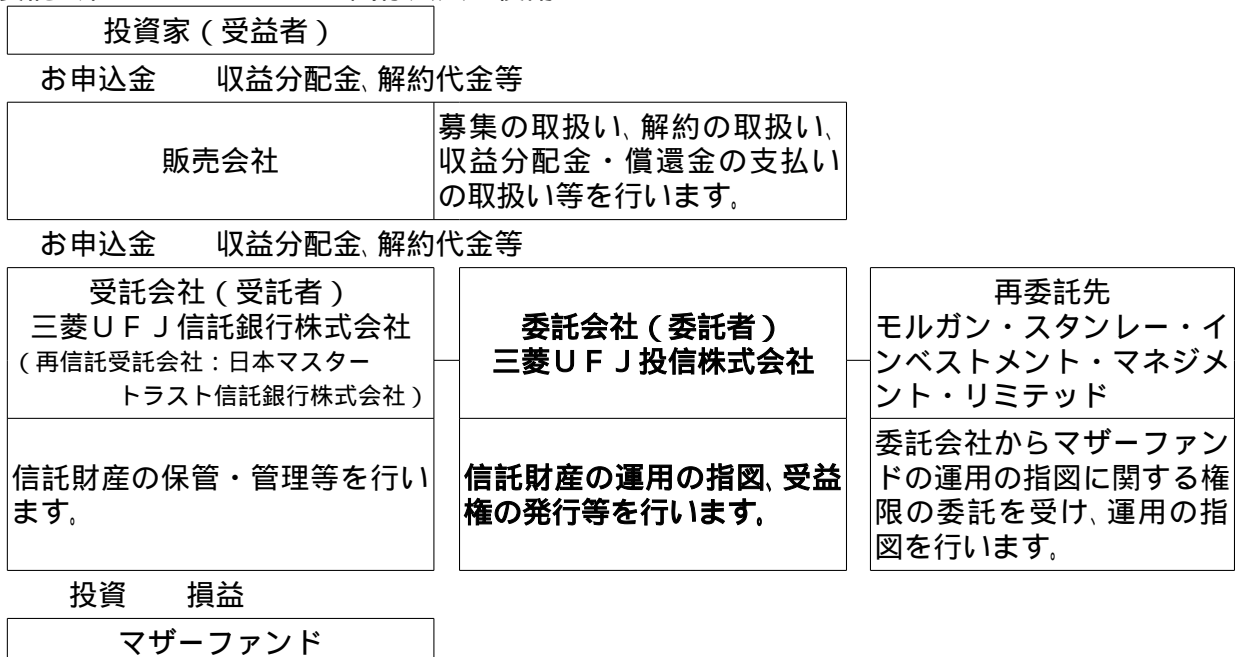 投資家（受益者）
お申込金　　収益分配金、解約代金等
販売会社
募集の取扱い、解約の取扱い、
収益分配金・償還金の支払い
の取扱い等を行います。
お申込金　　収益分配金、解約代金等
受託会社（受託者）
三菱ＵＦＪ信託銀行株式会社
（再信託受託会社：日本マスター
トラスト信託銀行株式会社）
委託会社（委託者）
三菱ＵＦＪ投信株式会社
再委託先
モルガン・スタンレー・イ
ンベストメント・マネジメ
ント・リミテッド
信託財産の保管・管理等を行い
ます。
信託財産の運用の指図、受益
権の発行等を行います。
委託会社からマザーファン
ドの運用の指図に関する権
限の委託を受け、運用の指
図を行います。
投資　　損益
マザーファンド